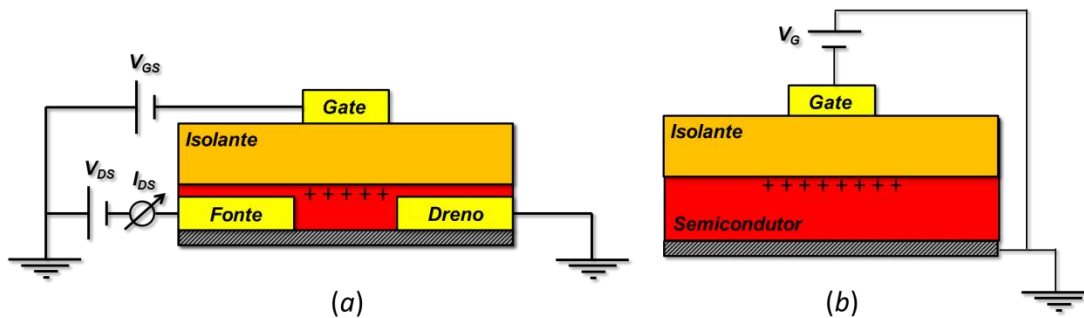 V_GS
Gate
Isolante
+ + + + +
V_DS
I_DS
Fonte
Dreno
(a)
V_G
Gate
Isolante
+ + + + + + + +
Semicondutor
(b)